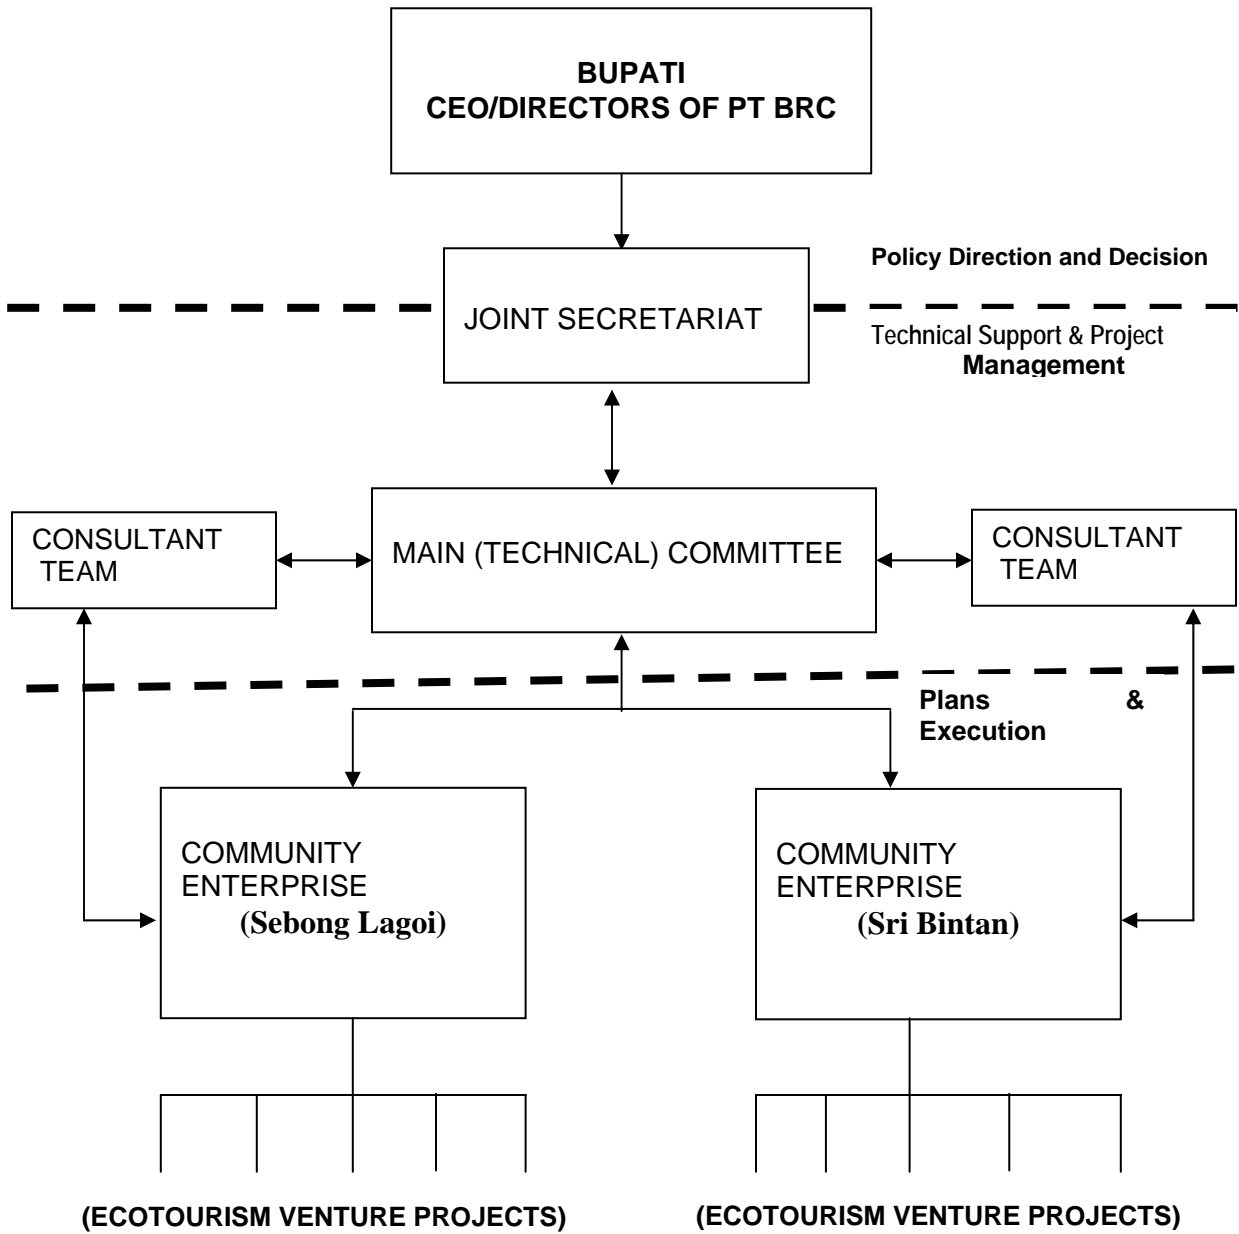 BUPATI
CEO/DIRECTORS OF PT BRC
Policy Direction and Decision
JOINT SECRETARIAT
Technical Support & Project
Management
CONSULTANT
TEAM
MAIN (TECHNICAL) COMMITTEE
CONSULTANT
TEAM
Plans &
Execution
COMMUNITY
ENTERPRISE
(Sebong Lagoi)
COMMUNITY
ENTERPRISE
(Sri Bintan)
(ECOTOURISM VENTURE PROJECTS)
(ECOTOURISM VENTURE PROJECTS)